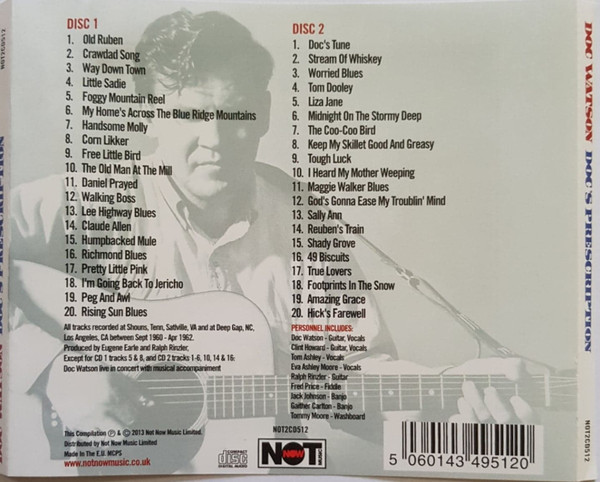 DISC 1
1. Old Ruben
2. Crawdad Song
3. Way Down Town
4. Little Sadie
5. Foggy Mountain Reel
6. My Home's Across The Blue Ridge Mountains
7. Handsome Molly
8. Corn Likker
9. Free Little Bird
10. The Old Man At The Mill
11. Daniel Prayed
12. Walking Boss
13. Lee Highway Blues
14. Claude Allen
15. Humpbacked Mule
16. Richmond Blues
17. Pretty Little Pink
18. I'm Going Back To Jericho
19. Peg And Awl
20. Rising Sun Blues
All tracks recorded at Shouns, Tenn, Saltville, VA and at Deep Gap, NC,
Los Angeles, CA between Sept 1960 - Apr 1962.
Produced by Eugene Earle and Ralph Rinzler,
Except for CD 1 tracks 5 & 8, and CD 2 tracks 1-6, 10, 14 & 16:
Doc Watson live in concert with musical accompaniment
DISC 2
1. Doc's Tune
2. Stream Of Whiskey
3. Worried Blues
4. Tom Dooley
5. Liza Jane
6. Midnight On The Stormy Deep
7. The Coo-Coo Bird
8. Keep My Skillet Good And Greasy
9. Tough Luck
10. I Heard My Mother Weeping
11. Maggie Walker Blues
12. God's Gonna Ease My Troublin' Mind
13. Sally Ann
14. Reuben's Train
15. Shady Grove
16. 49 Biscuits
17. True Lovers
18. Footprints In The Snow
19. Amazing Grace
20. Hick's Farewell
PERSONNEL INCLUDES:
Doc Watson - Guitar, Vocals
Clint Howard - Guitar, Vocals
Tom Ashley - Vocals
Eva Ashley Moore - Vocals
Ralph Rinzler - Guitar
Fred Price - Fiddle
Jack Johnson - Banjo
Gaither Carlton - Banjo
Tommy Moore - Washboard
This Compilation ℗ & © 2013 Not Now Music Limited.
Distributed by Not Now Music Limited
Made in The E.U. MCPS
www.notnowmusic.co.uk
COMPACT
disc
DIGITAL AUDIO
NOT2CD512
NOT NOW MUSIC
5 060143 495120
NOT2CD512
DOC WATSON DOC'S PRESCRIPTION
DOC WATSON DOC'S PRESCRIPTION
NOT2CD512